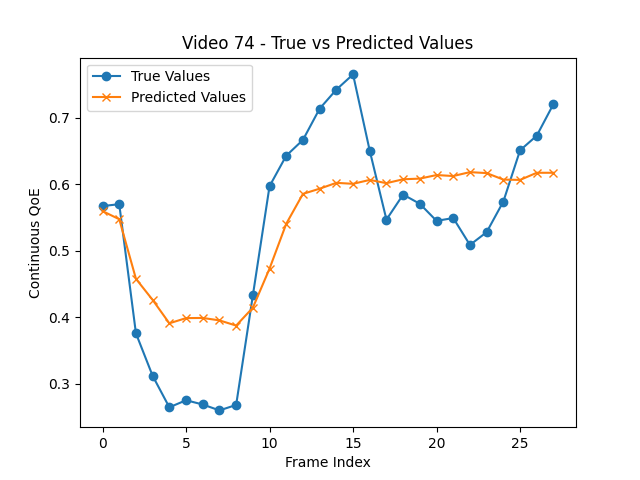 Video 74 - True vs Predicted Values
True Values
Predicted Values
0.7
0.6
0.5
0.4
0.3
Continuous QoE
0 5 10 15 20 25
Frame Index